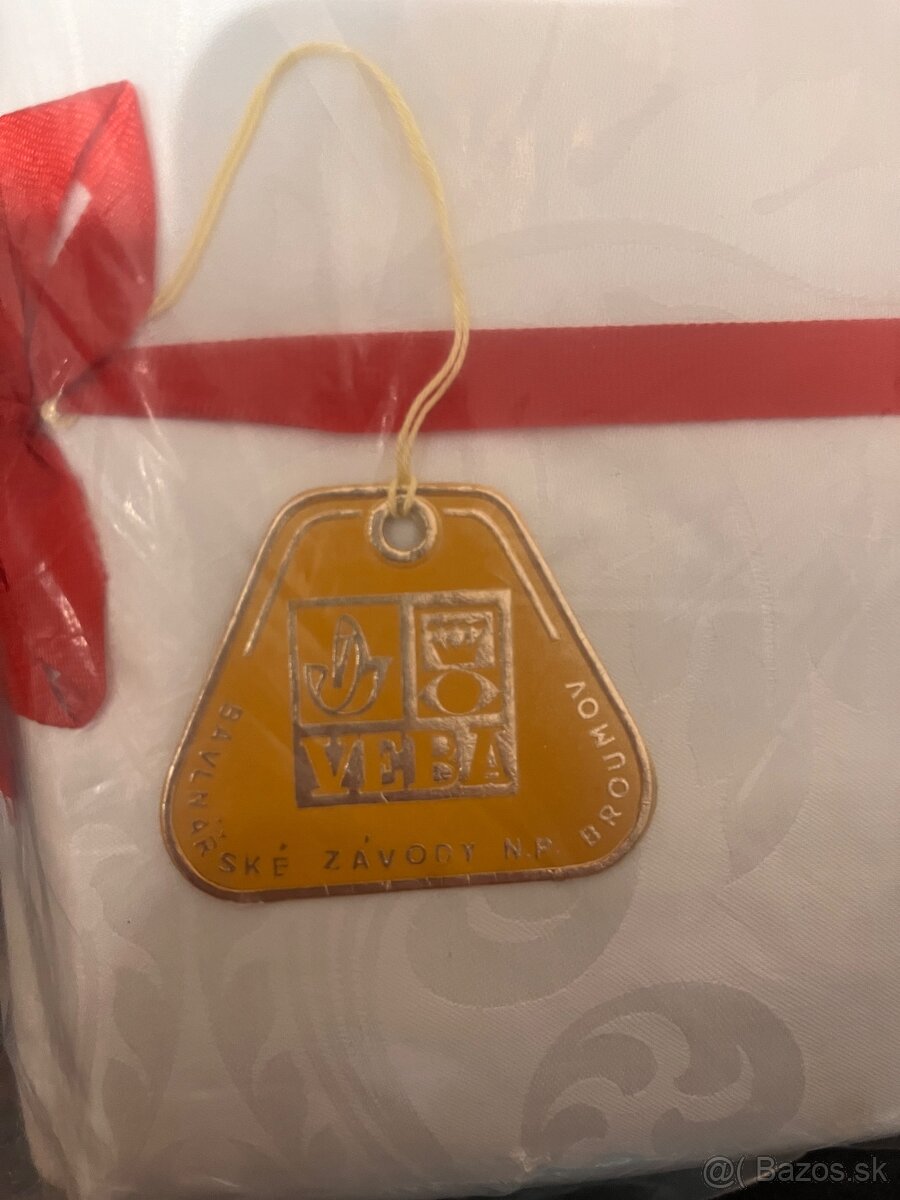 VEBA
BAVLNÁŘSKÉ ZÁVODY N.P. BROUMOV
@( Bazos.sk